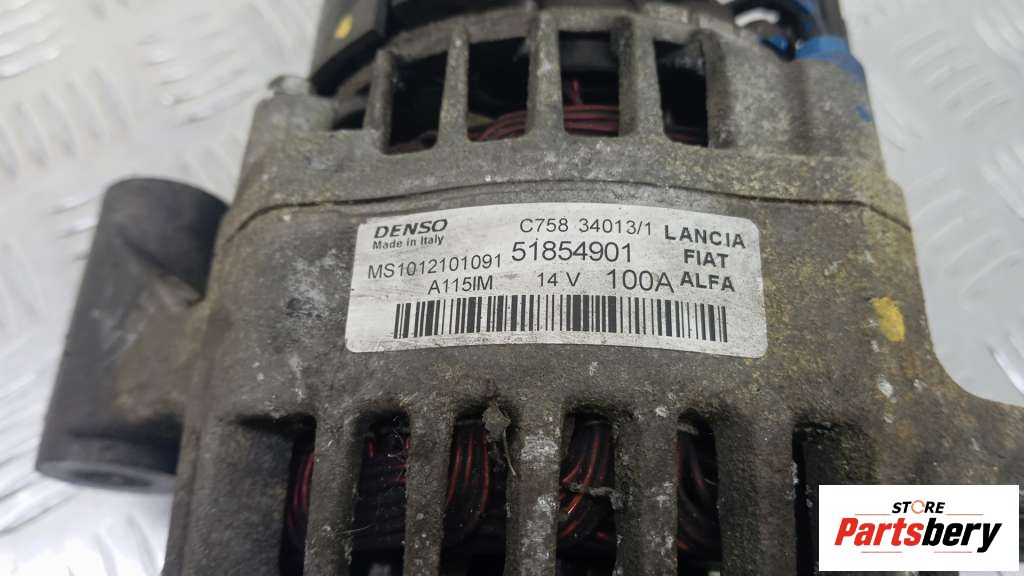 DENSO C758 34013/1 LANCIA
Made in Italy
MS1012101091 51854901 FIAT
A115IM 14 V 100A ALFA
STORE
Partsbery